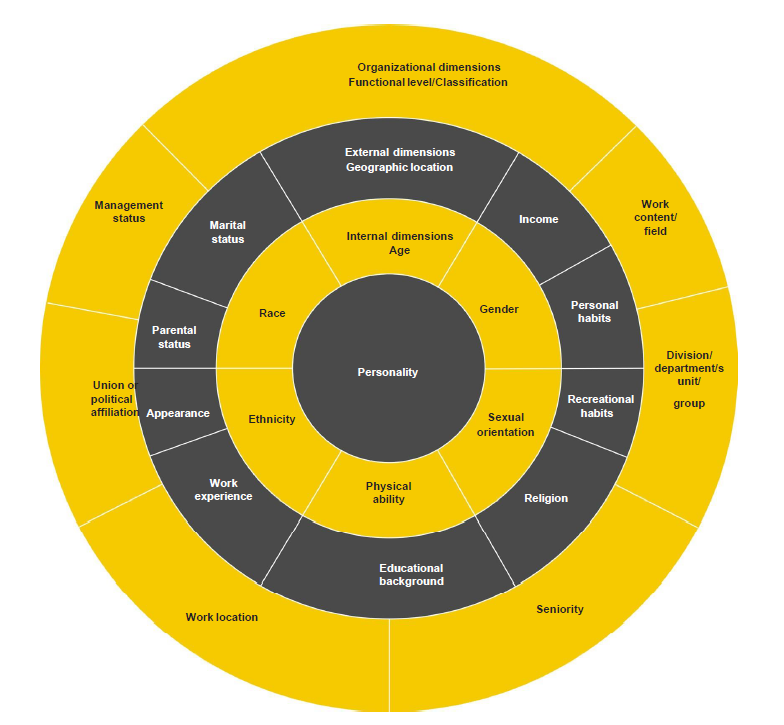 Organizational dimensions
Functional level/Classification
External dimensions
Geographic location
Management
status
Work
content/
field
Marital
status
Income
Internal dimensions
Age
Race
Gender
Personal
habits
Parental
status
Personality
Division/
department/s
unit/
group
Union or
political
affiliation
Appearance
Ethnicity
Sexual
orientation
Recreational
habits
Work
experience
Physical
ability
Religion
Educational
background
Work location
Seniority